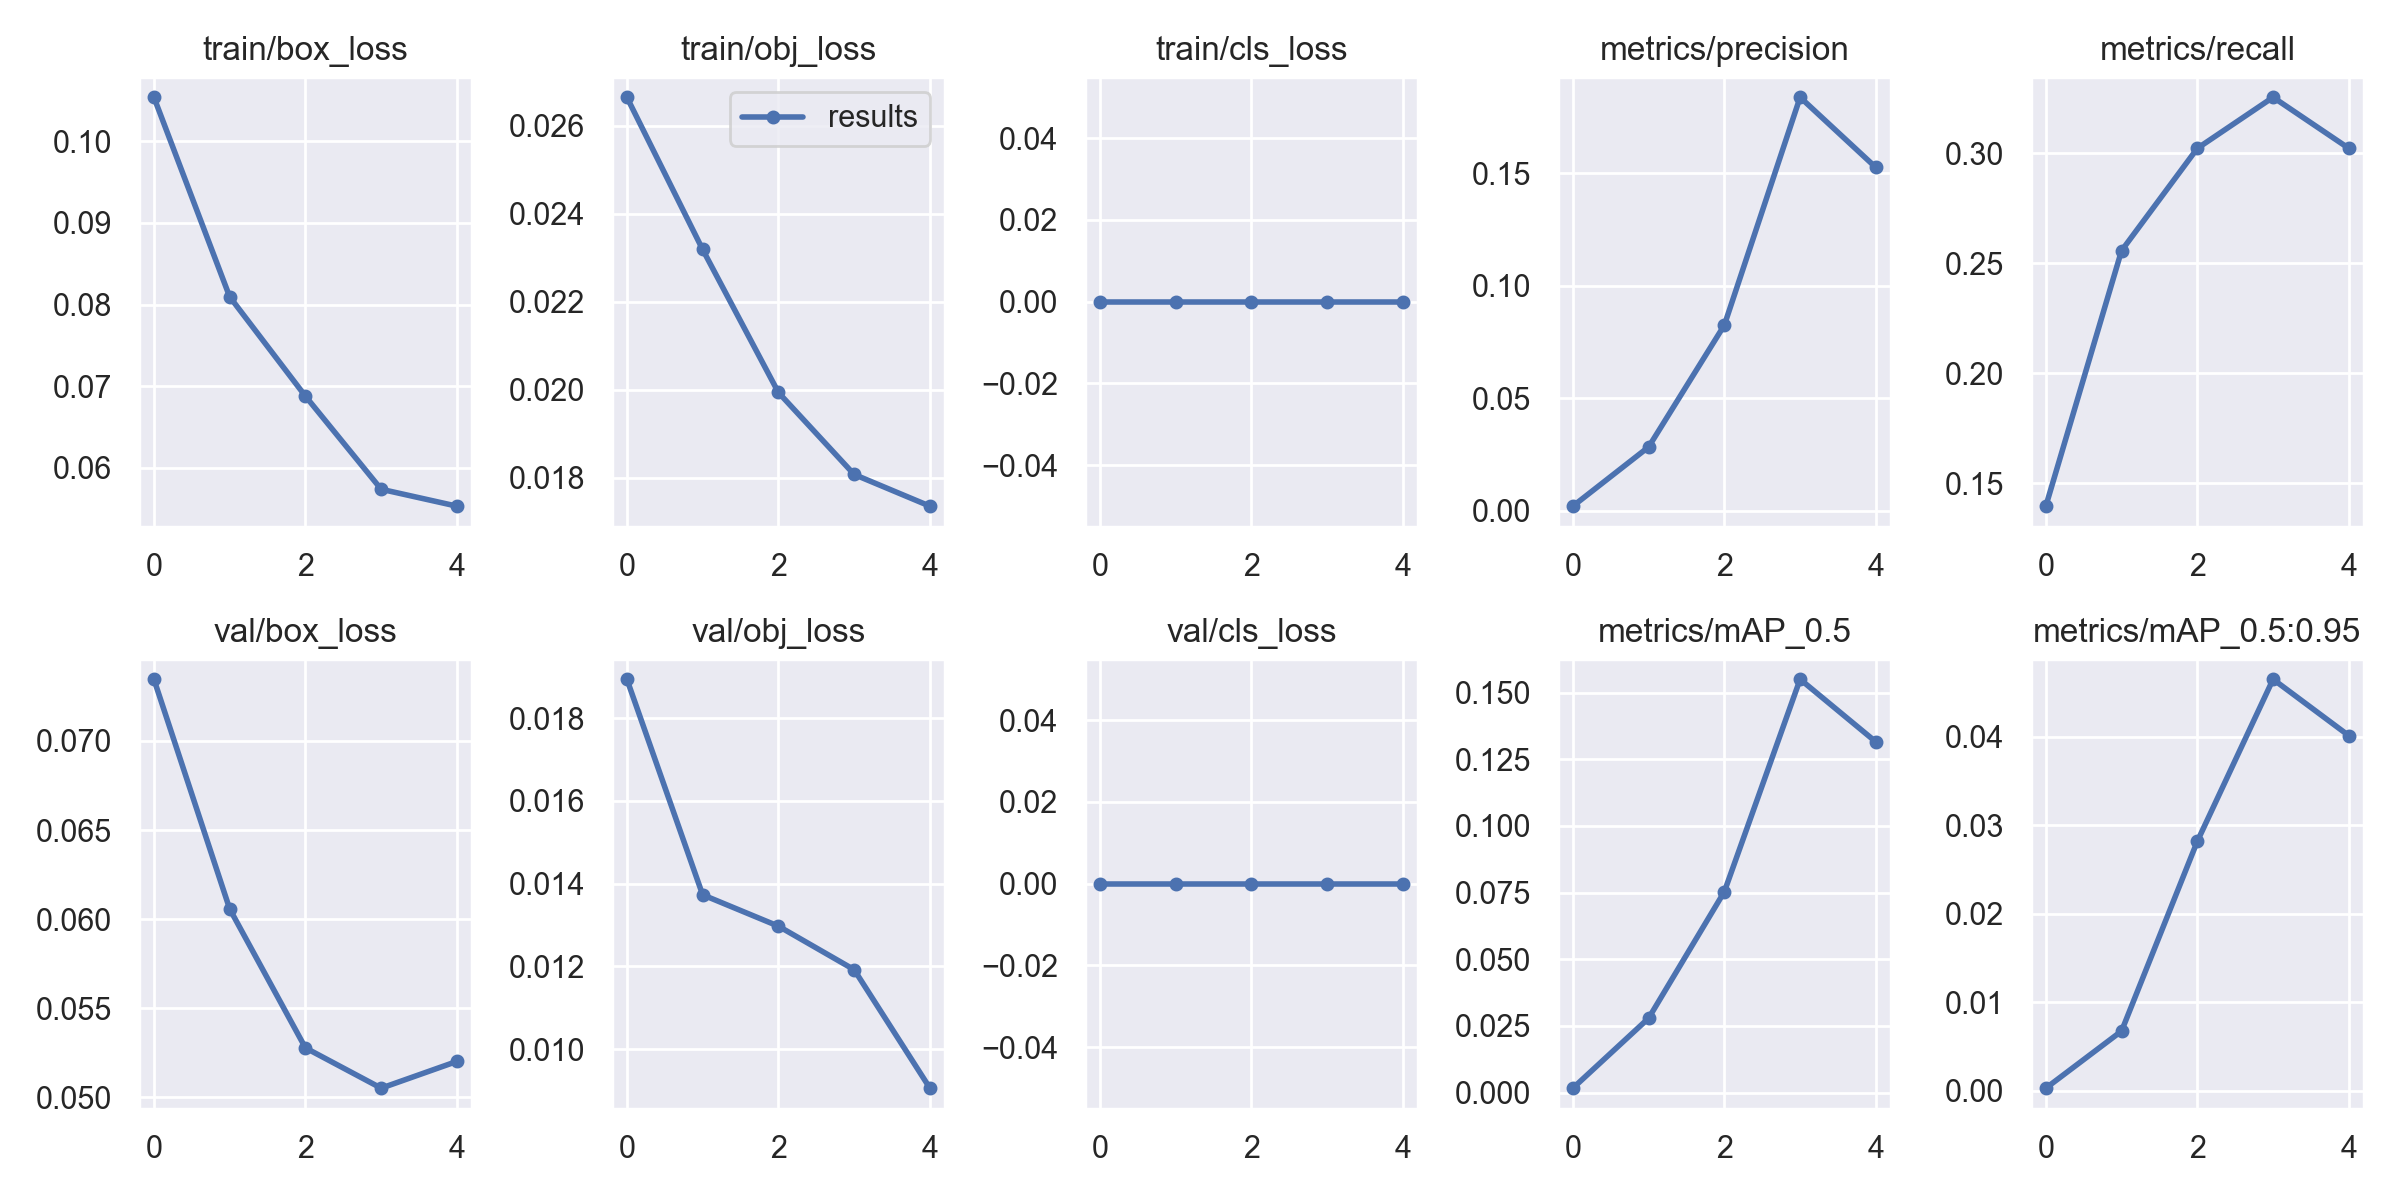 train/box_loss
0.10
0.09
0.08
0.07
0.06
0 2 4
train/obj_loss
results
0.026
0.024
0.022
0.020
0.018
0 2 4
train/cls_loss
0.04
0.02
0.00
−0.02
−0.04
0 2 4
metrics/precision
0.15
0.10
0.05
0.00
0 2 4
metrics/recall
0.30
0.25
0.20
0.15
0 2 4
val/box_loss
0.070
0.065
0.060
0.055
0.050
0 2 4
val/obj_loss
0.018
0.016
0.014
0.012
0.010
0 2 4
val/cls_loss
0.04
0.02
0.00
−0.02
−0.04
0 2 4
metrics/mAP_0.5
0.150
0.125
0.100
0.075
0.050
0.025
0.000
0 2 4
metrics/mAP_0.5:0.95
0.04
0.03
0.02
0.01
0.00
0 2 4